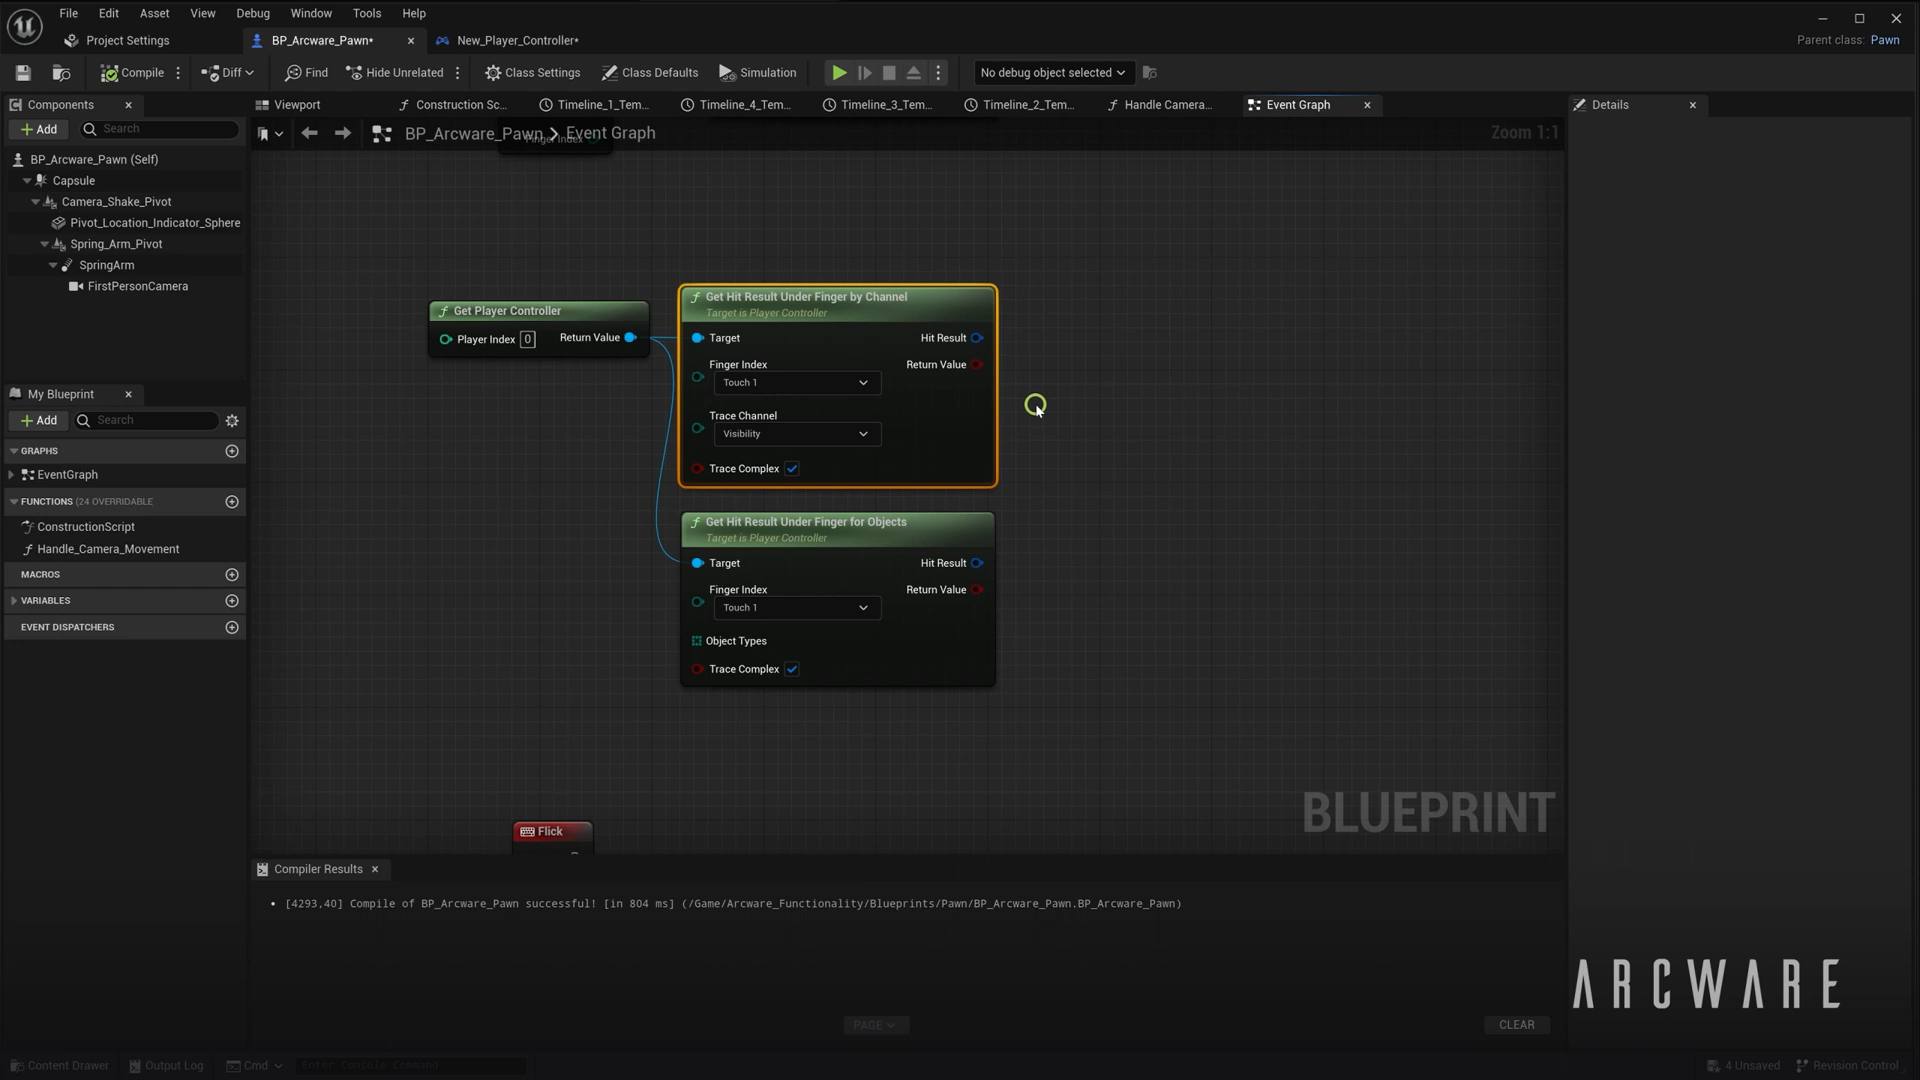 File Edit Asset View Debug Window Tools Help
Project Settings
BP_Arcware_Pawn*
New_Player_Controller*
Parent class: Pawn
Compile
Diff
Find
Hide Unrelated
Class Settings
Class Defaults
Simulation
No debug object selected
Components
Add
Search
BP_Arcware_Pawn (Self)
Capsule
Camera_Shake_Pivot
Pivot_Location_Indicator_Sphere
Spring_Arm_Pivot
SpringArm
FirstPersonCamera
My Blueprint
Add
Search
GRAPHS
EventGraph
FUNCTIONS (24 OVERRIDABLE
ConstructionScript
Handle_Camera_Movement
MACROS
VARIABLES
EVENT DISPATCHERS
Viewport
Construction Sc...
Timeline_1_Tem...
Timeline_4_Tem...
Timeline_3_Tem...
Timeline_2_Tem...
Handle Camera...
Event Graph
BP_Arcware_Pawn > Event Graph
Zoom 1:1
Finger Index
Get Player Controller
Player Index 0
Return Value
Get Hit Result Under Finger by Channel
Target is Player Controller
Target
Hit Result
Finger Index
Return Value
Touch 1
Trace Channel
Visibility
Trace Complex
Get Hit Result Under Finger for Objects
Target is Player Controller
Target
Hit Result
Finger Index
Return Value
Touch 1
Object Types
Trace Complex
Flick
BLUEPRINT
Details
Compiler Results
• [4293,40] Compile of BP_Arcware_Pawn successful! [in 804 ms] (/Game/Arcware_Functionality/Blueprints/Pawn/BP_Arcware_Pawn.BP_Arcware_Pawn)
ARCWARE
PAGE
CLEAR
Content Drawer
Output Log
Cmd
Enter Console Command
4 Unsaved
Revision Control